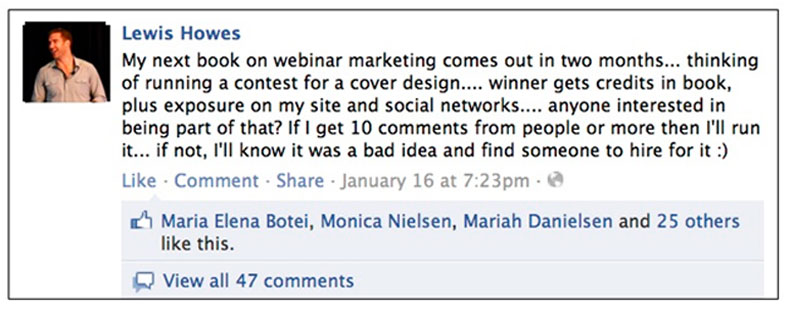 Lewis Howes
My next book on webinar marketing comes out in two months... thinking
of running a contest for a cover design.... winner gets credits in book,
plus exposure on my site and social networks.... anyone interested in
being part of that? If I get 10 comments from people or more then I'll run
it... if not, I'll know it was a bad idea and find someone to hire for it :)
Like · Comment · Share · January 16 at 7:23pm ·
Maria Elena Botei, Monica Nielsen, Mariah Danielsen and 25 others
like this.
View all 47 comments